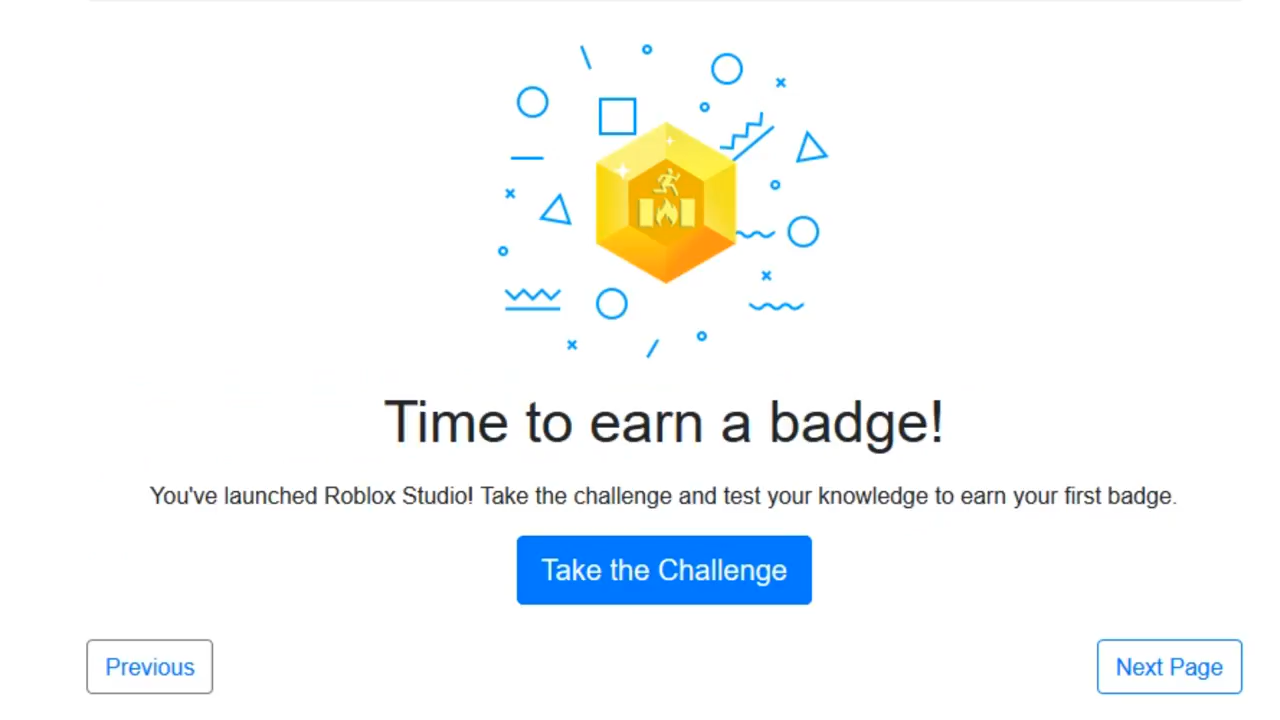 Time to earn a badge!
You've launched Roblox Studio! Take the challenge and test your knowledge to earn your first badge.
Take the Challenge
Previous
Next Page